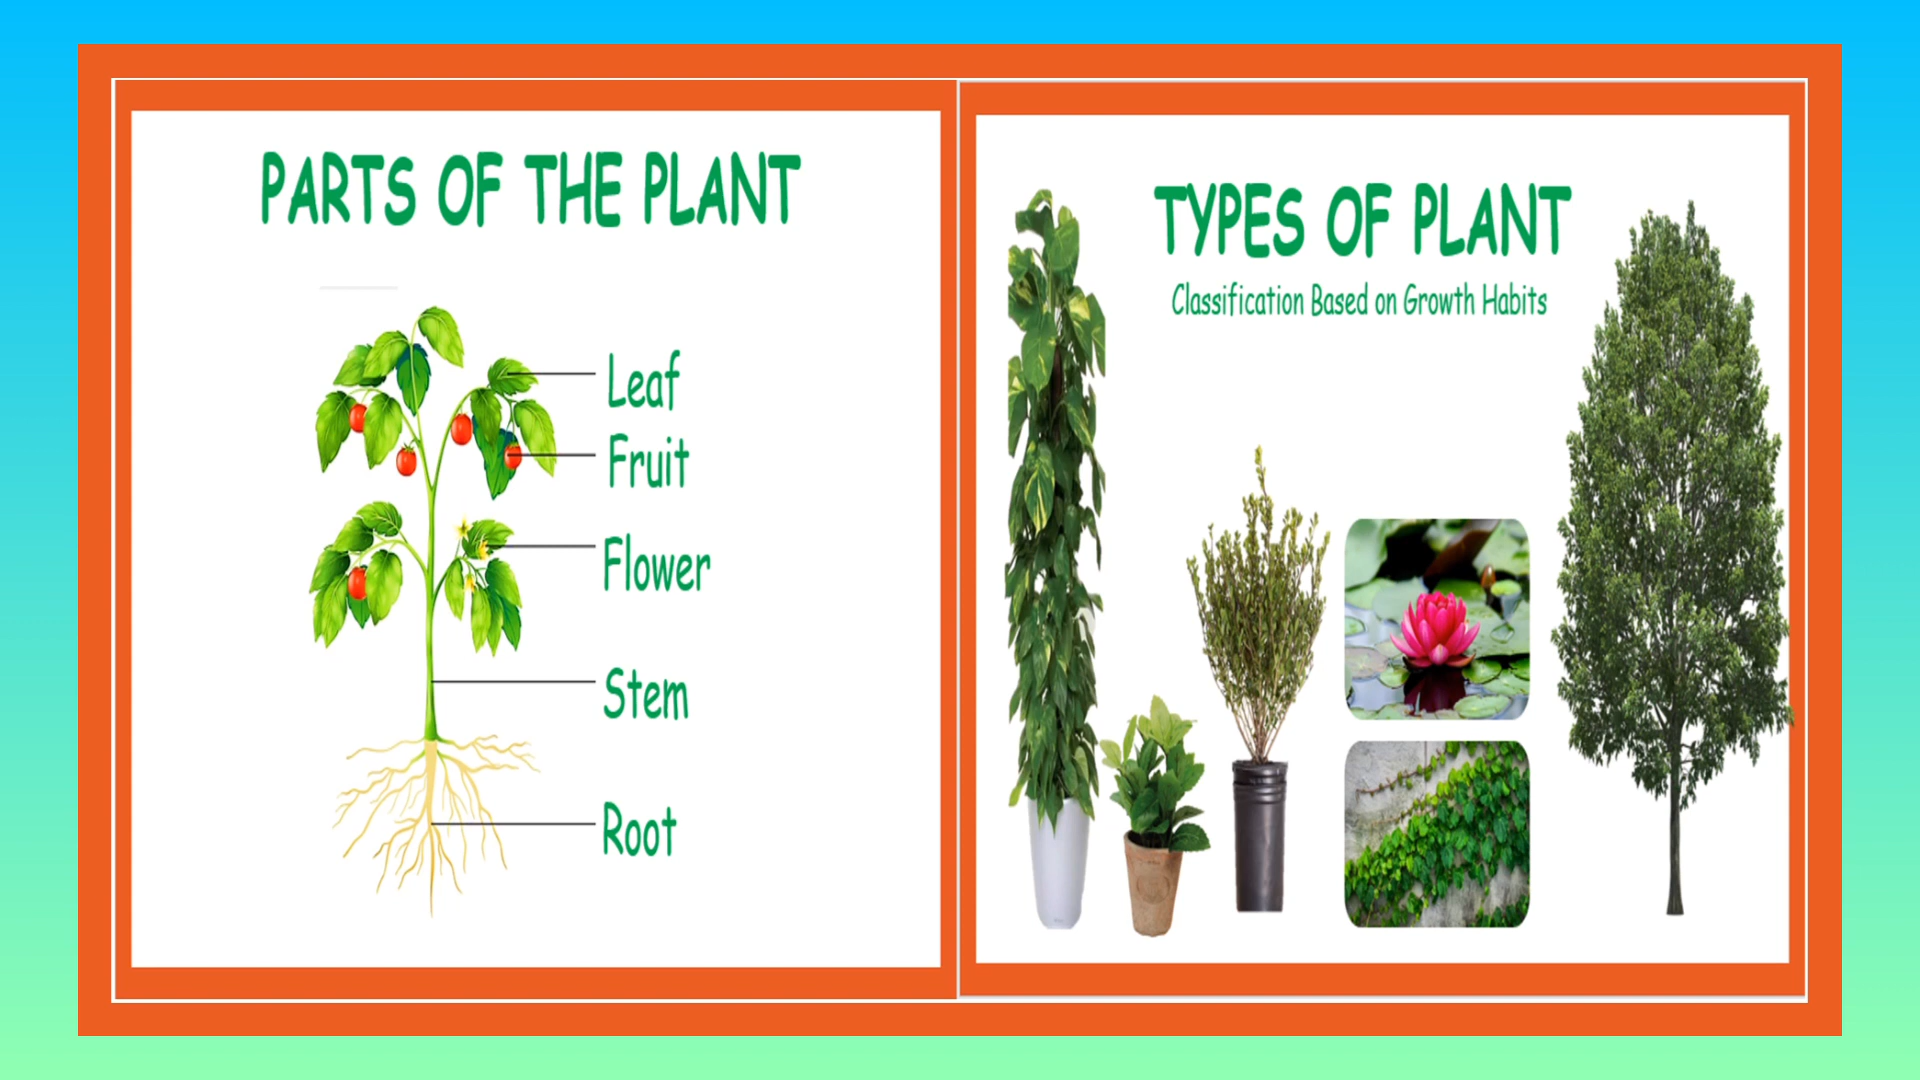 PARTS OF THE PLANT
Leaf
Fruit
Flower
Stem
Root
TYPES OF PLANT
Classification Based on Growth Habits